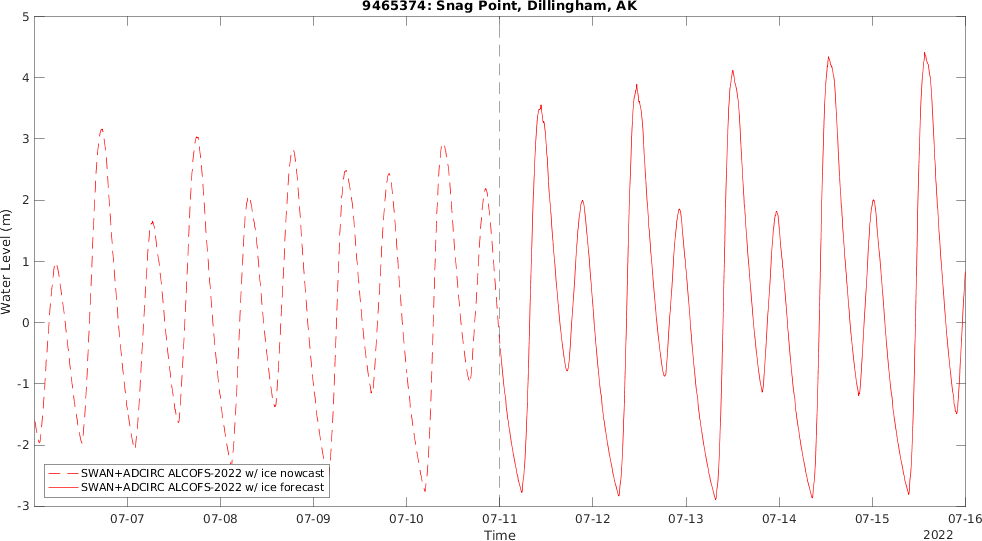 9465374: Snag Point, Dillingham, AK
5
4
3
2
1
0
-1
-2
-3
Water Level (m)
SWAN+ADCIRC ALCOFS-2022 w/ ice nowcast
SWAN+ADCIRC ALCOFS-2022 w/ ice forecast
07-07 07-08 07-09 07-10 07-11 07-12 07-13 07-14 07-15 07-16
Time
2022